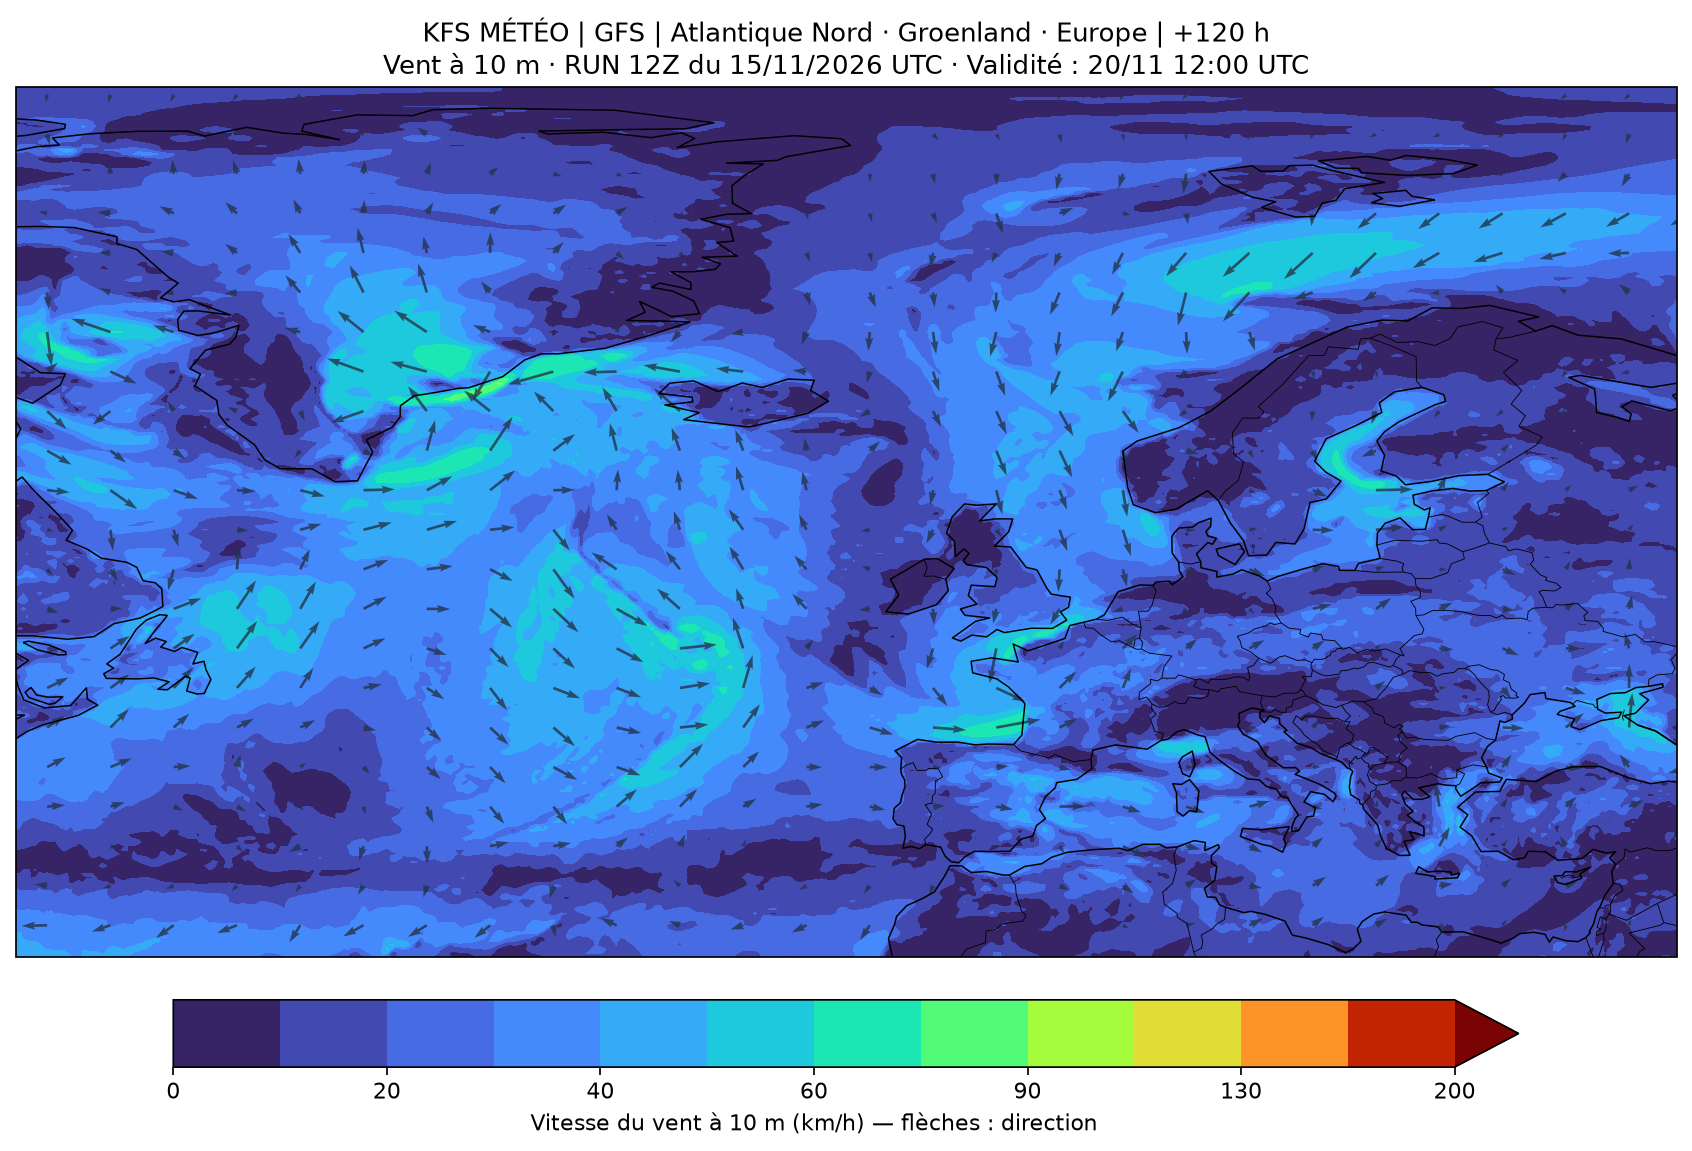 KFS MÉTÉO | GFS | Atlantique Nord · Groenland · Europe | +120 h
Vent à 10 m · RUN 12Z du 15/11/2026 UTC · Validité : 20/11 12:00 UTC
0 20 40 60 90 130 200
Vitesse du vent à 10 m (km/h) — flèches : direction